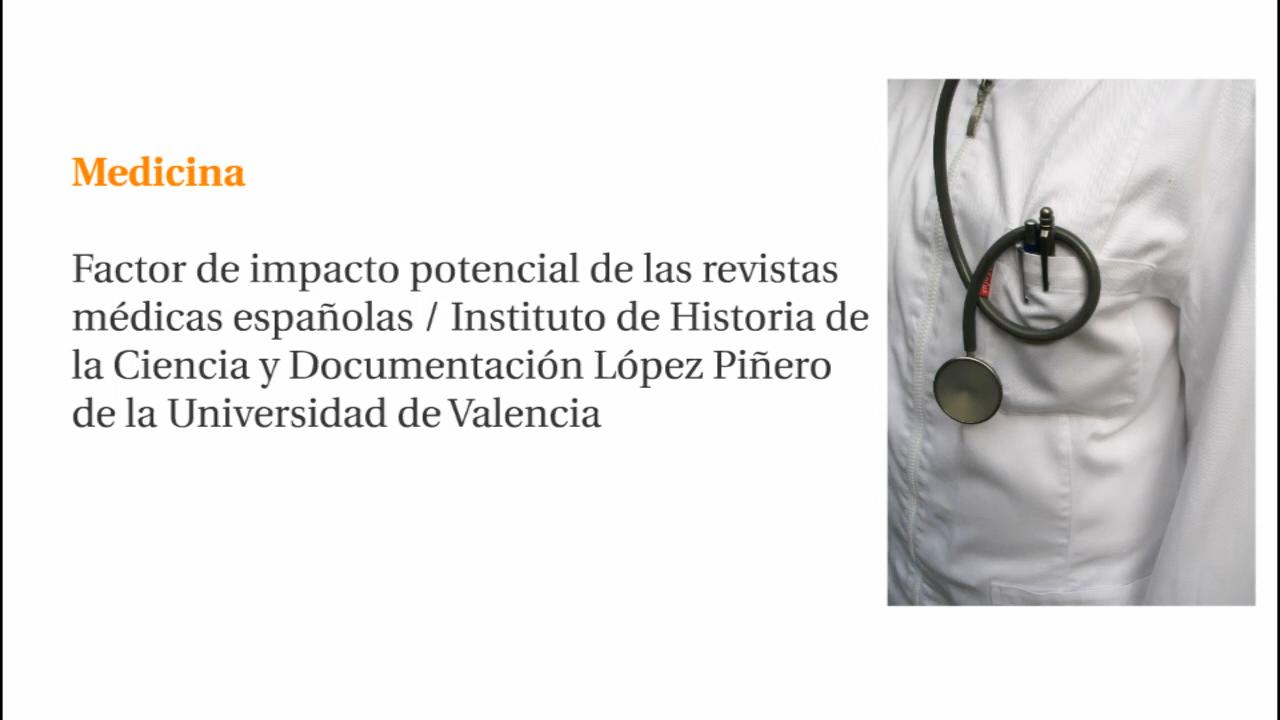 Medicina
Factor de impacto potencial de las revistas
médicas españolas / Instituto de Historia de
la Ciencia y Documentación López Piñero
de la Universidad de Valencia